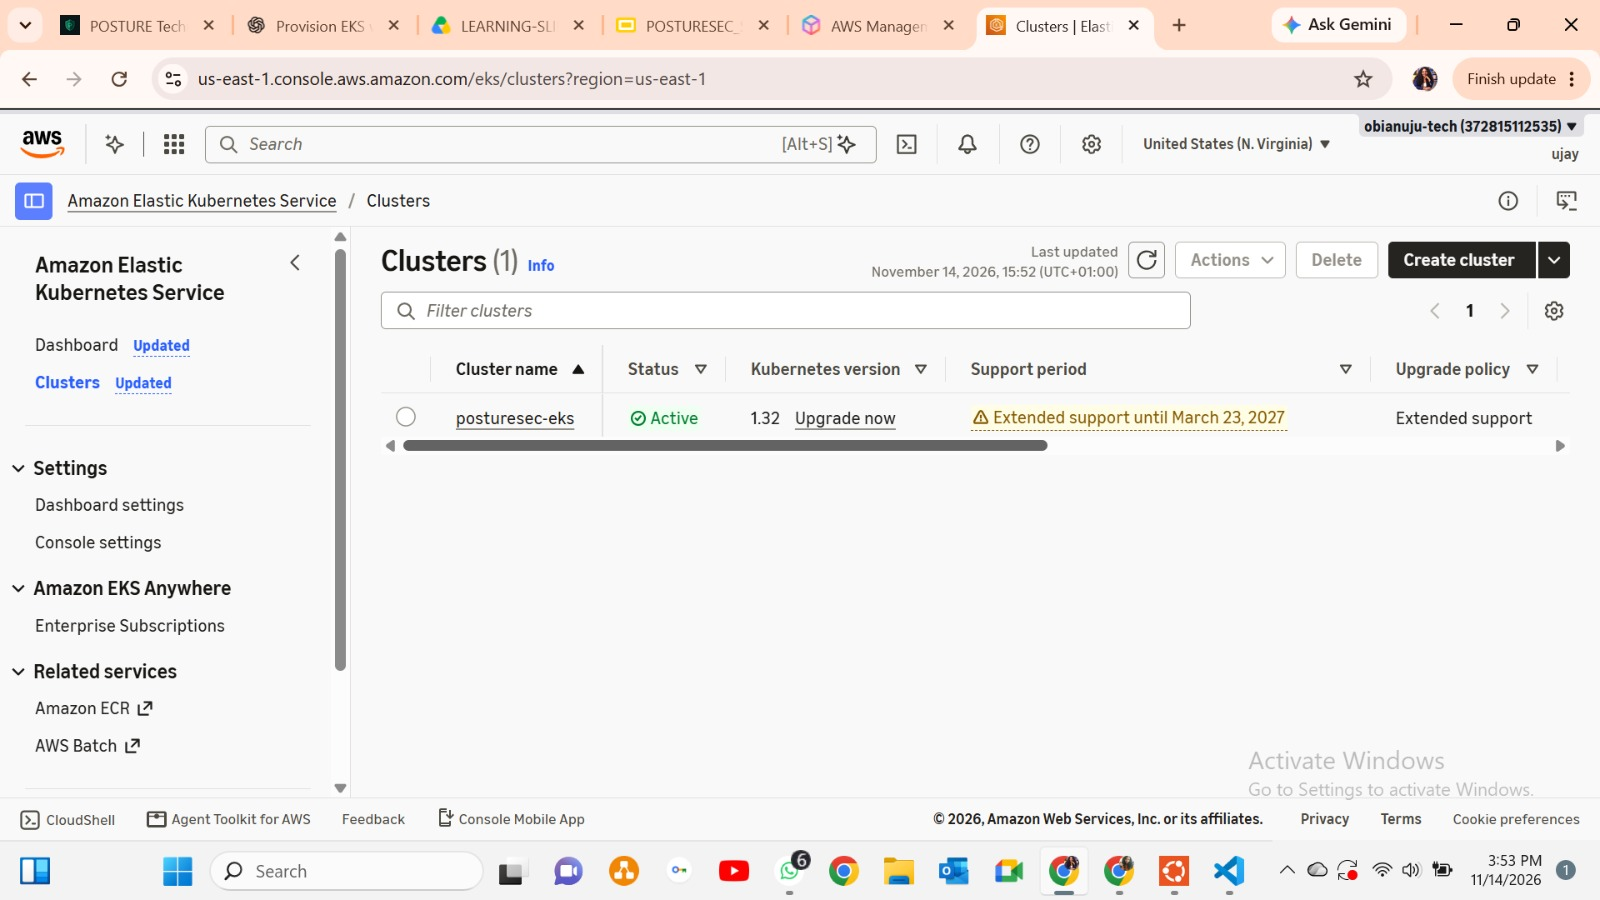 POSTURE Tech
Provision EKS
LEARNING-SLI
POSTURESEC_
AWS Managem
Clusters | Elast
Ask Gemini
us-east-1.console.aws.amazon.com/eks/clusters?region=us-east-1
Finish update
aws
Search
[Alt+S]
United States (N. Virginia) ▼
obianuju-tech (372815112535) ▼
ujay
Amazon Elastic Kubernetes Service / Clusters
Amazon Elastic
Kubernetes Service
Dashboard Updated
Clusters Updated
Settings
Dashboard settings
Console settings
Amazon EKS Anywhere
Enterprise Subscriptions
Related services
Amazon ECR
AWS Batch
Clusters (1) Info
Last updated
November 14, 2026, 15:52 (UTC+01:00)
Actions
Delete
Create cluster
Filter clusters
1
Cluster name Status Kubernetes version Support period Upgrade policy
posturesec-eks Active 1.32 Upgrade now Extended support until March 23, 2027 Extended support
Activate Windows
Go to Settings to activate Windows.
CloudShell Agent Toolkit for AWS Feedback Console Mobile App © 2026, Amazon Web Services, Inc. or its affiliates. Privacy Terms Cookie preferences
Search
6
3:53 PM
11/14/2026
1